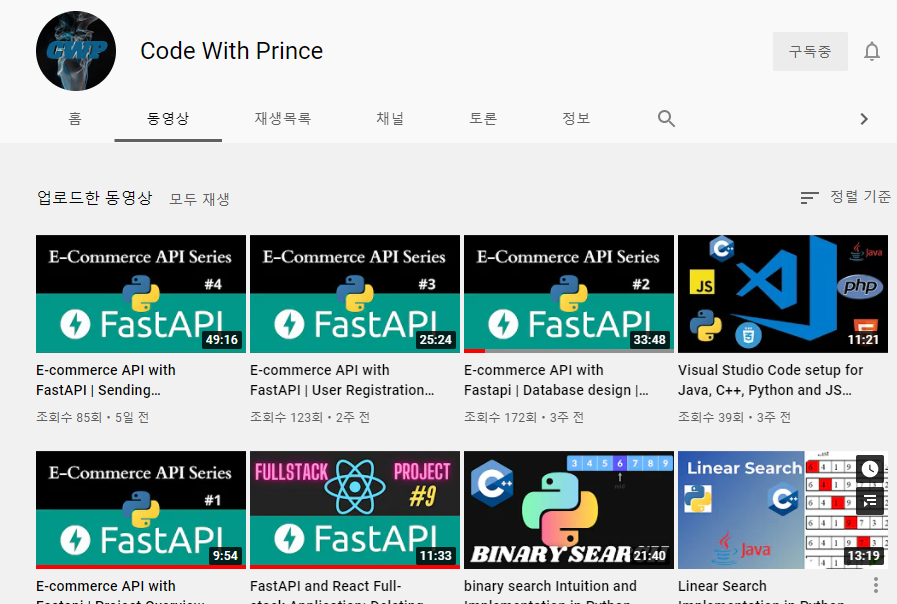 CWP
Code With Prince
구독중
홈
동영상
재생목록
채널
토론
정보
업로드한 동영상
모두 재생
정렬 기준
E-Commerce API Series
#4
FastAPI
49:16
E-commerce API with
FastAPI | Sending…
조회수 85회 • 5일 전
E-Commerce API Series
#3
FastAPI
25:24
E-commerce API with
FastAPI | User Registration…
조회수 123회 • 2주 전
E-Commerce API Series
#2
FastAPI
33:48
E-commerce API with
Fastapi | Database design |…
조회수 172회 • 3주 전
Java
JS
php
11:21
Visual Studio Code setup for
Java, C++, Python and JS…
조회수 39회 • 3주 전
E-Commerce API Series
#1
FastAPI
9:54
E-commerce API with
Fastapi | Project Overview
FULLSTACK PROJECT
#9
FastAPI
11:33
FastAPI and React Full-
stack Application: Deleting
3 4 5 6 7 8 9
C++
BINARY SEAR
21:40
binary search Intuition and
Implementation in Python
Linear Search
C++
Java
13:19
Linear Search
Implementation in Python